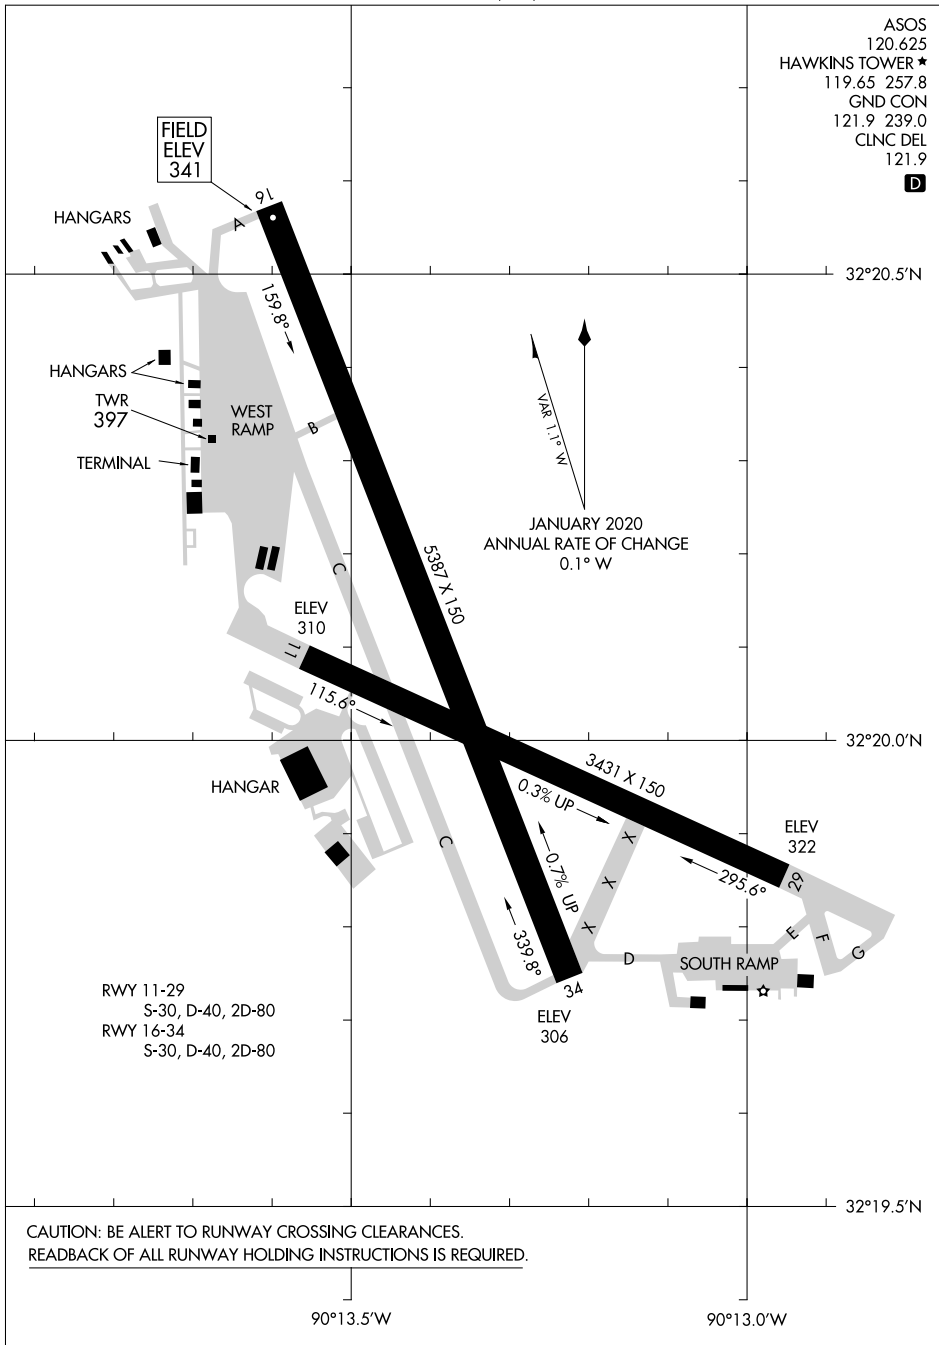 ASOS
120.625
HAWKINS TOWER ★
119.65 257.8
GND CON
121.9 239.0
CLNC DEL
121.9
D
FIELD
ELEV
341
16
A
HANGARS
32°20.5'N
159.8°
HANGARS
TWR
397
WEST
RAMP
B
TERMINAL
VAR 1.1° W
JANUARY 2020
ANNUAL RATE OF CHANGE
0.1° W
5387 X 150
C
ELEV
310
11
115.6°
32°20.0'N
3431 X 150
HANGAR
0.3% UP
ELEV
322
C
X
X
X
0.7% UP
295.6°
29
339.8°
E
F
G
D
SOUTH RAMP
34
ELEV
306
RWY 11-29
S-30, D-40, 2D-80
RWY 16-34
S-30, D-40, 2D-80
32°19.5'N
CAUTION: BE ALERT TO RUNWAY CROSSING CLEARANCES.
READBACK OF ALL RUNWAY HOLDING INSTRUCTIONS IS REQUIRED.
90°13.5'W
90°13.0'W